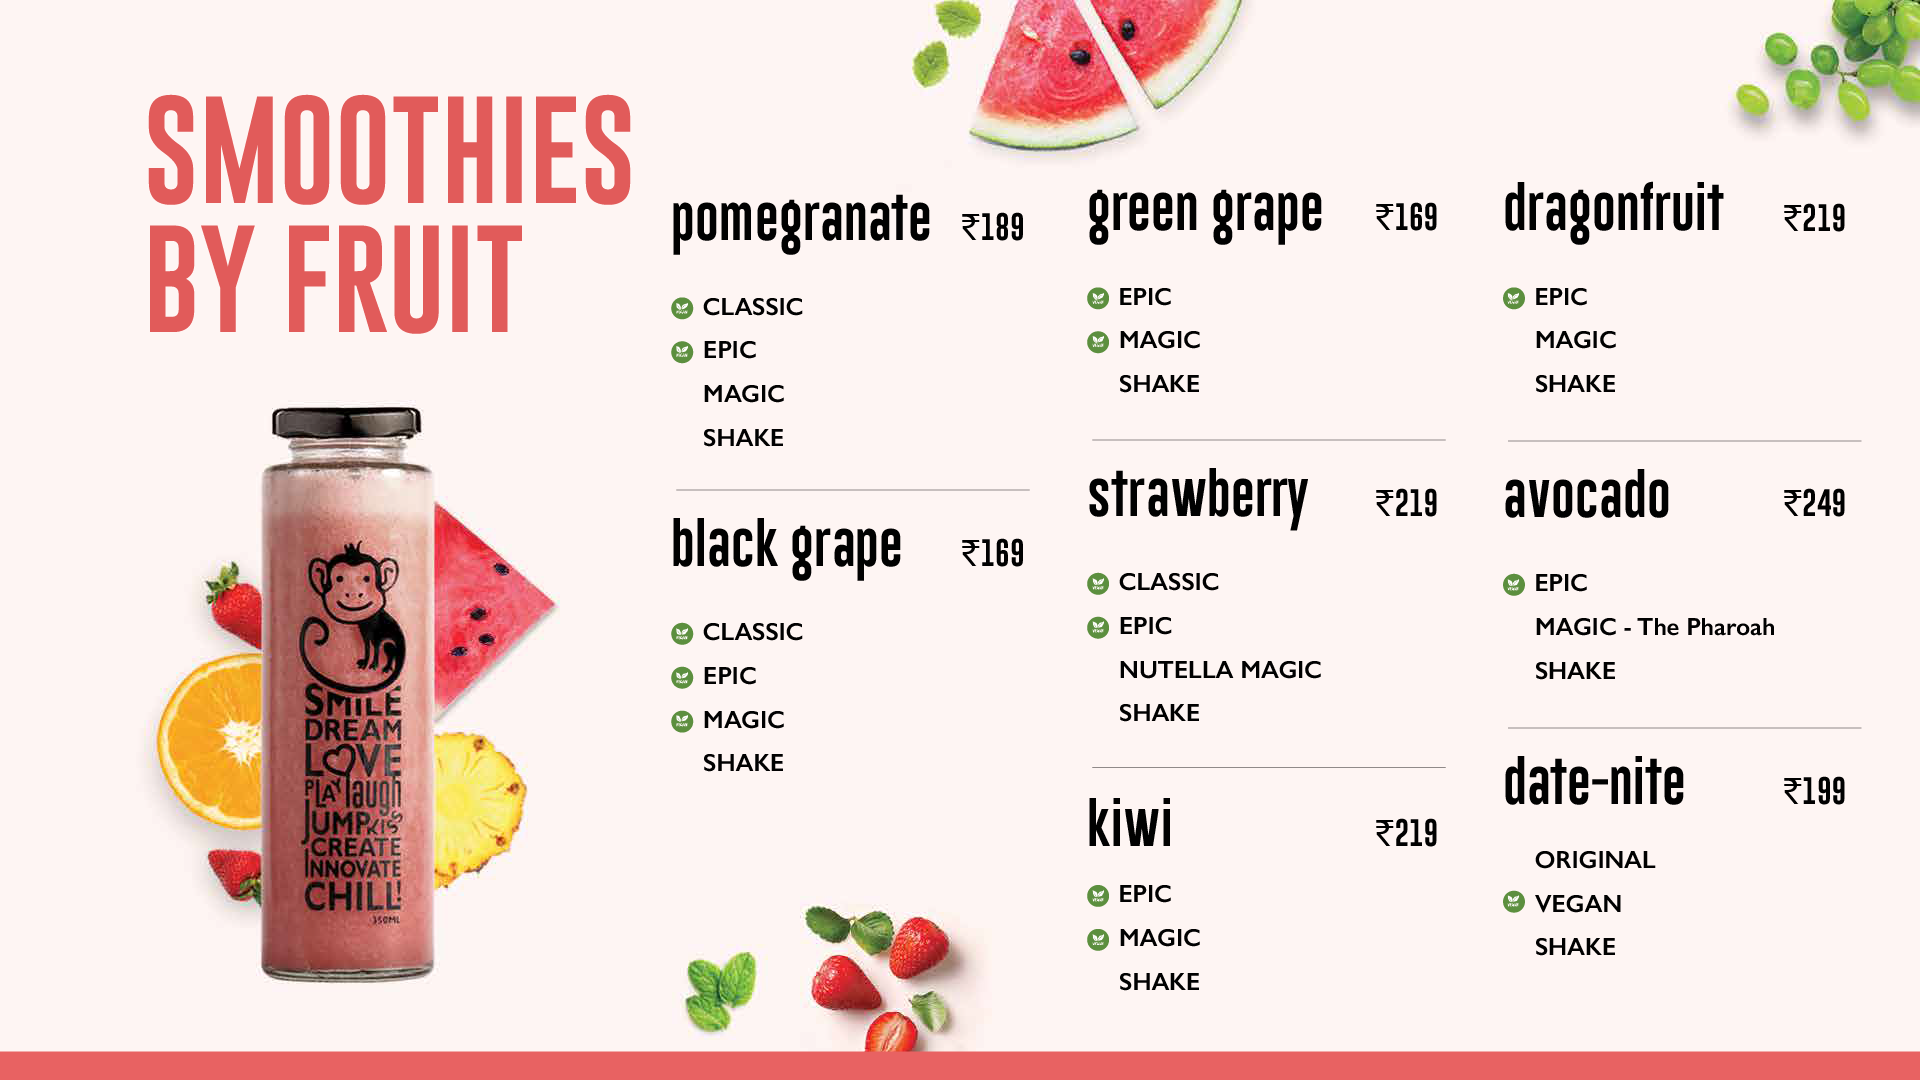 SMOOTHIES
BY FRUIT
SMILE
DREAM
LOVE
PLAY laugh
JUMP KISS
CREATE
INNOVATE
CHILL!
350ML
pomegranate ₹189
CLASSIC
EPIC
MAGIC
SHAKE
black grape ₹169
CLASSIC
EPIC
MAGIC
SHAKE
green grape ₹169
EPIC
MAGIC
SHAKE
strawberry ₹219
CLASSIC
EPIC
NUTELLA MAGIC
SHAKE
kiwi ₹219
EPIC
MAGIC
SHAKE
dragonfruit ₹219
EPIC
MAGIC
SHAKE
avocado ₹249
EPIC
MAGIC - The Pharoah
SHAKE
date-nite ₹199
ORIGINAL
VEGAN
SHAKE